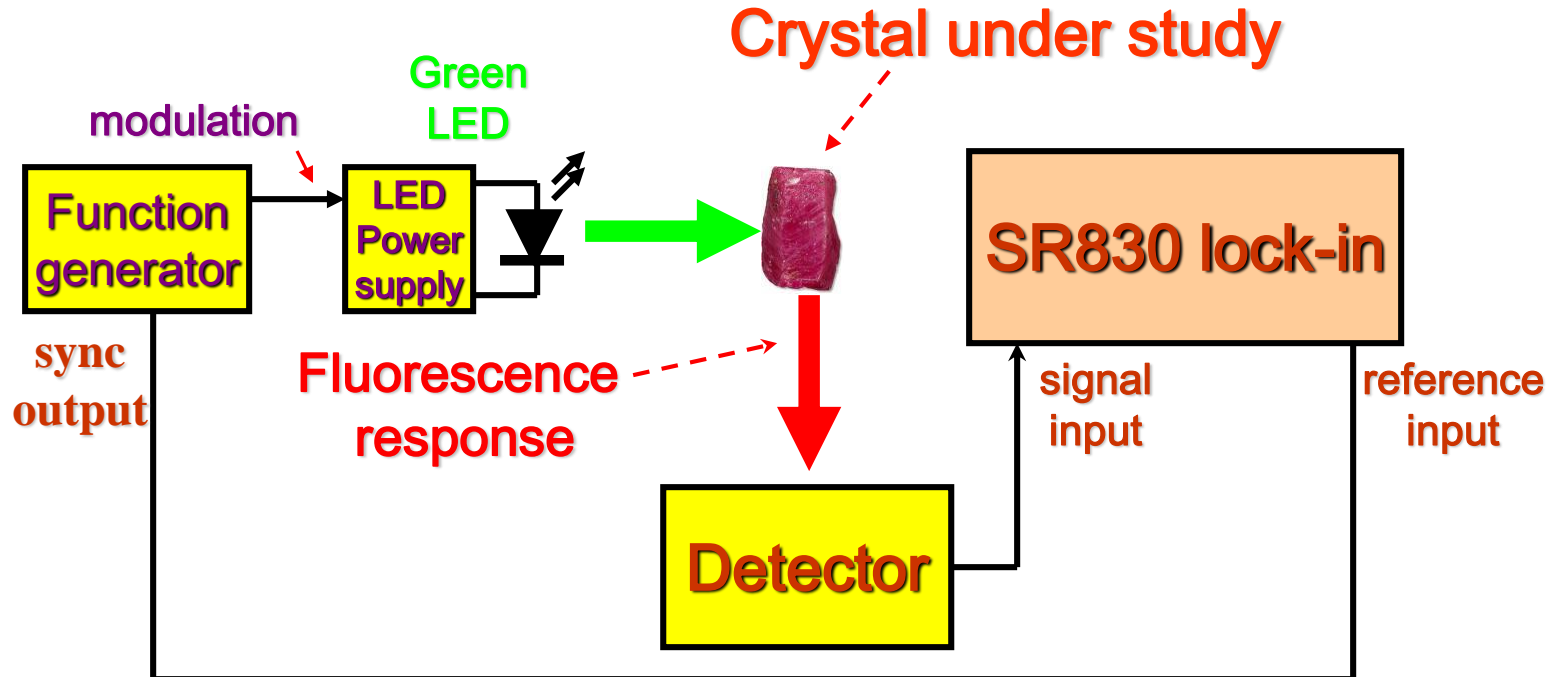 Crystal under study
Green
LED
modulation
Function
generator
LED
Power
supply
SR830 lock-in
sync
output
Fluorescence
response
signal
input
reference
input
Detector